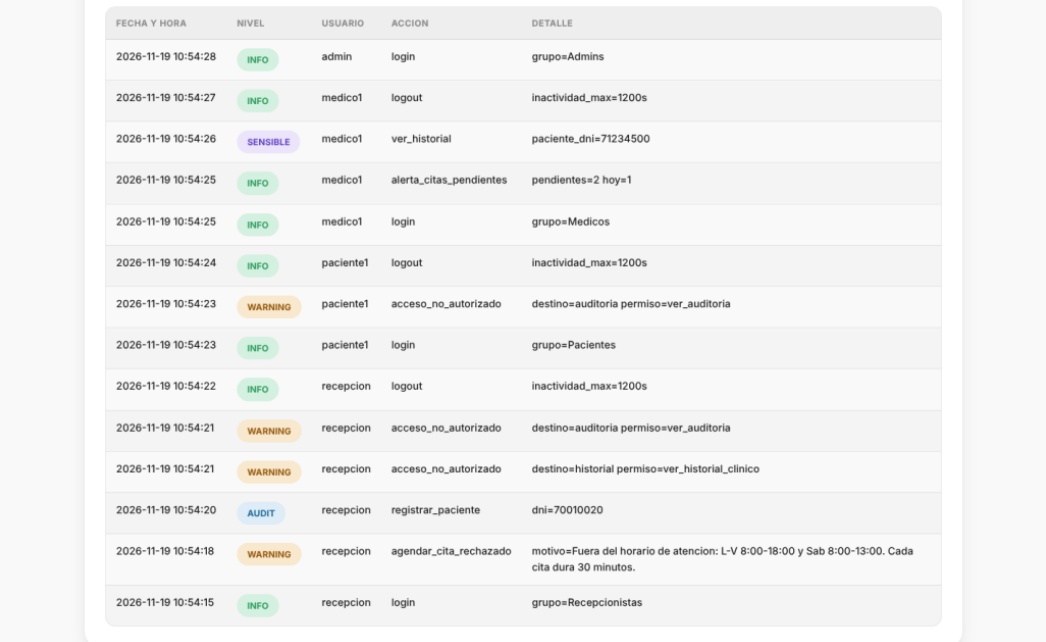 FECHA Y HORA NIVEL USUARIO ACCION DETALLE
2026-11-19 10:54:28 INFO admin login grupo=Admins
2026-11-19 10:54:27 INFO medico1 logout inactividad_max=1200s
2026-11-19 10:54:26 SENSIBLE medico1 ver_historial paciente_dni=71234500
2026-11-19 10:54:25 INFO medico1 alerta_citas_pendientes pendientes=2 hoy=1
2026-11-19 10:54:25 INFO medico1 login grupo=Medicos
2026-11-19 10:54:24 INFO paciente1 logout inactividad_max=1200s
2026-11-19 10:54:23 WARNING paciente1 acceso_no_autorizado destino=auditoria permiso=ver_auditoria
2026-11-19 10:54:23 INFO paciente1 login grupo=Pacientes
2026-11-19 10:54:22 INFO recepcion logout inactividad_max=1200s
2026-11-19 10:54:21 WARNING recepcion acceso_no_autorizado destino=auditoria permiso=ver_auditoria
2026-11-19 10:54:21 WARNING recepcion acceso_no_autorizado destino=historial permiso=ver_historial_clinico
2026-11-19 10:54:20 AUDIT recepcion registrar_paciente dni=70010020
2026-11-19 10:54:18 WARNING recepcion agendar_cita_rechazado motivo=Fuera del horario de atencion: L-V 8:00-18:00 y Sab 8:00-13:00. Cada
cita dura 30 minutos.
2026-11-19 10:54:15 INFO recepcion login grupo=Recepcionistas